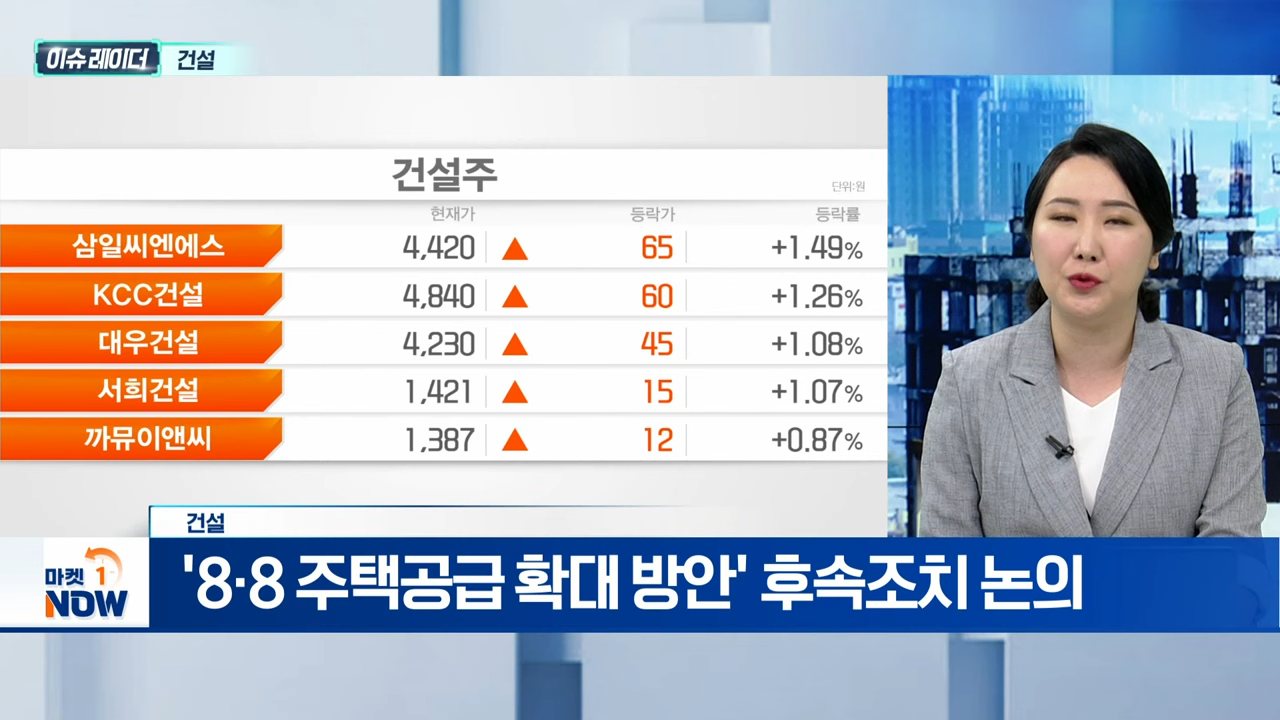 이슈 레이더 건설
건설주
단위:원
현재가 등락가 등락률
삼일씨엔에스 4,420 ▲ 65 +1.49%
KCC건설 4,840 ▲ 60 +1.26%
대우건설 4,230 ▲ 45 +1.08%
서희건설 1,421 ▲ 15 +1.07%
까뮤이앤씨 1,387 ▲ 12 +0.87%
건설
마켓 1
NOW
'8·8 주택공급 확대 방안' 후속조치 논의